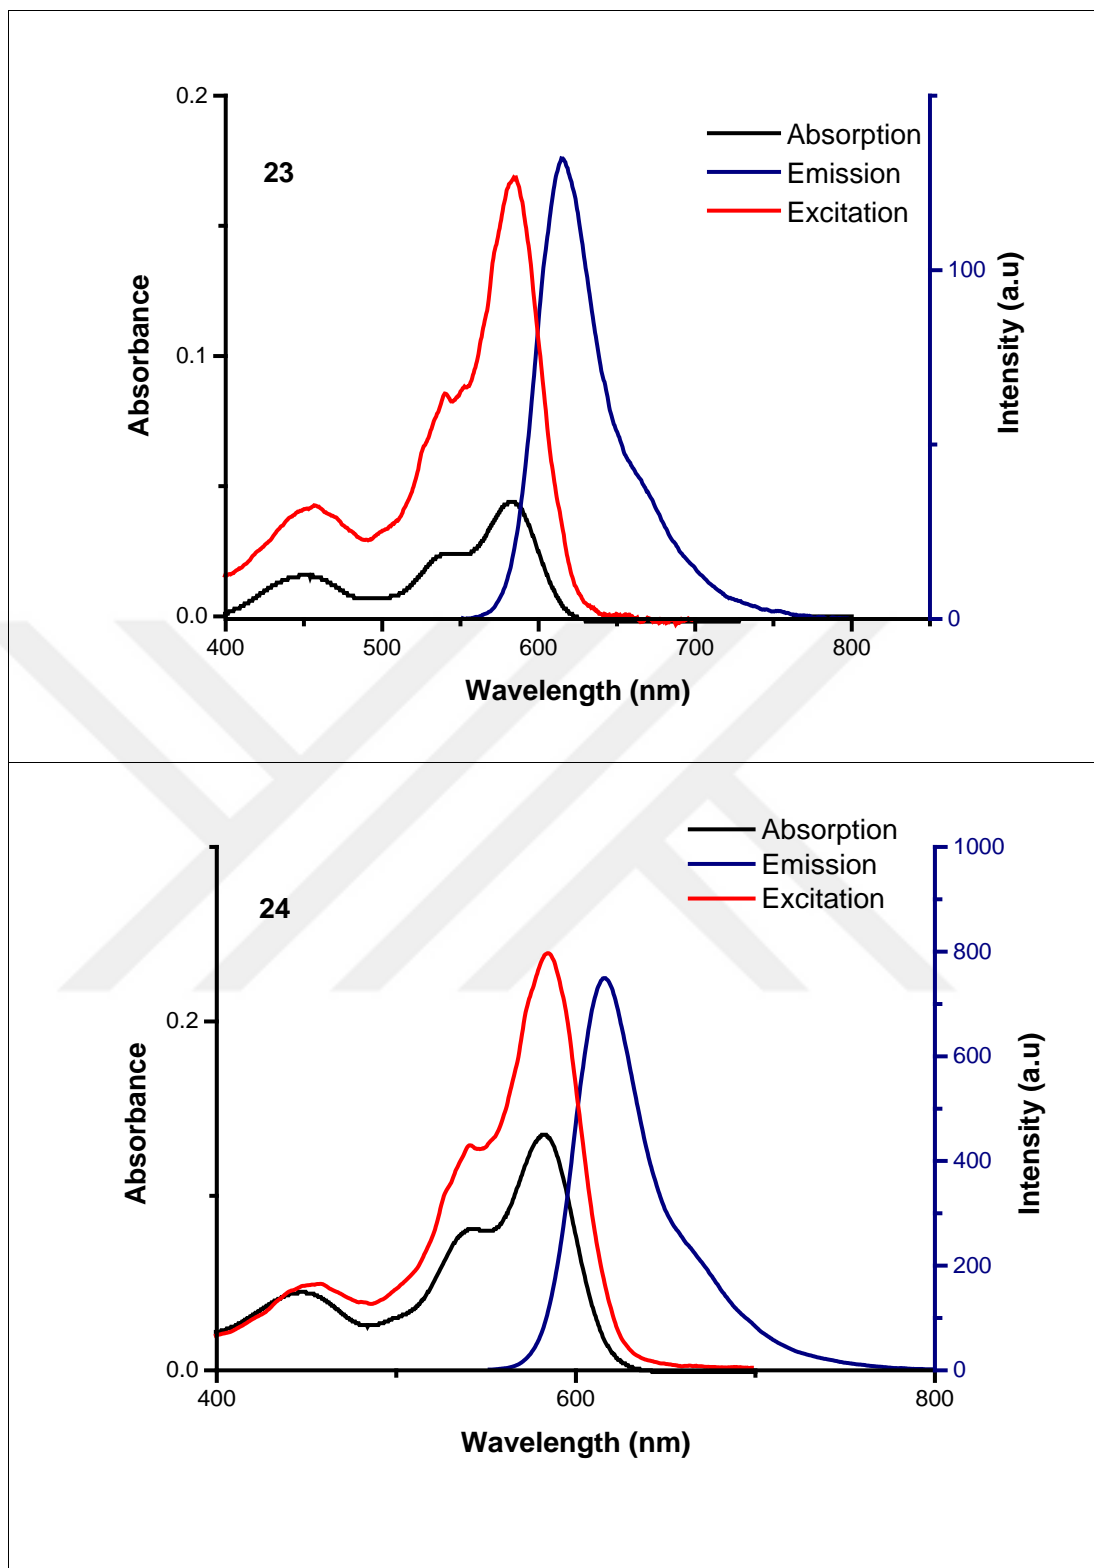 0.2
Absorption
23
Emission
Excitation
100
Absorbance
Intensity (a.u)
0.1
0.0
0
400
500
600
700
800
Wavelength (nm)
Absorption
1000
Emission
24
Excitation
800
0.2
Absorbance
600
Intensity (a.u)
400
200
0.0
0
400
600
800
Wavelength (nm)